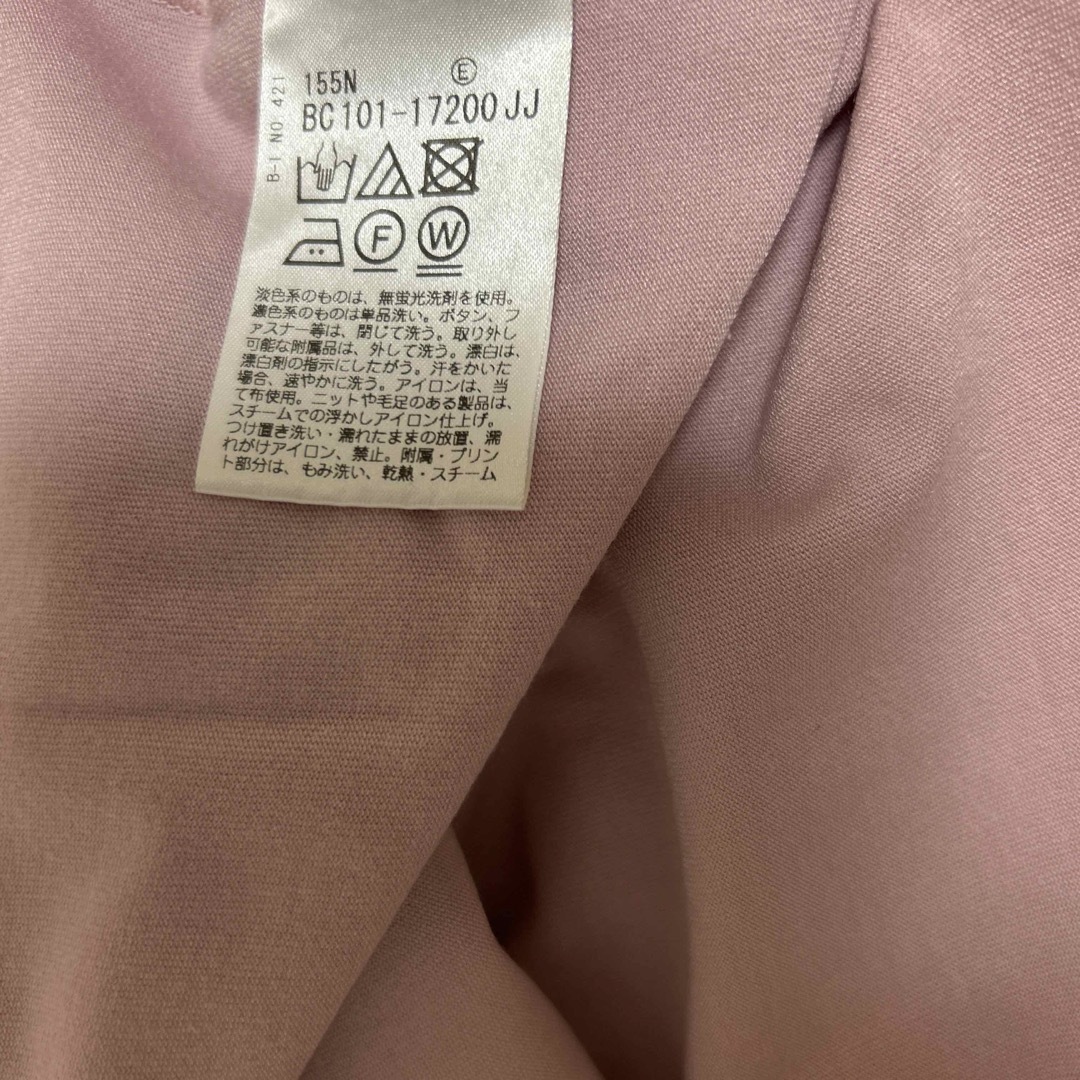 Ⓔ
155N
BC101-17200JJ
B-1 NO 421
F
W
淡色系のものは、無蛍光洗剤を使用。
濃色系のものは単品洗い。ボタン、フ
ァスナー等は、閉じて洗う。取り外し
可能な附属品は、外して洗う。漂白は、
漂白剤の指示にしたがう。汗をかいた
場合、速やかに洗う。アイロンは、当
て布使用。ニットや毛足のある製品は、
スチームでの浮かしアイロン仕上げ。
つけ置き洗い・濡れたままの放置、濡
れがけアイロン、禁止。附属・プリン
ト部分は、もみ洗い、乾熱・スチーム